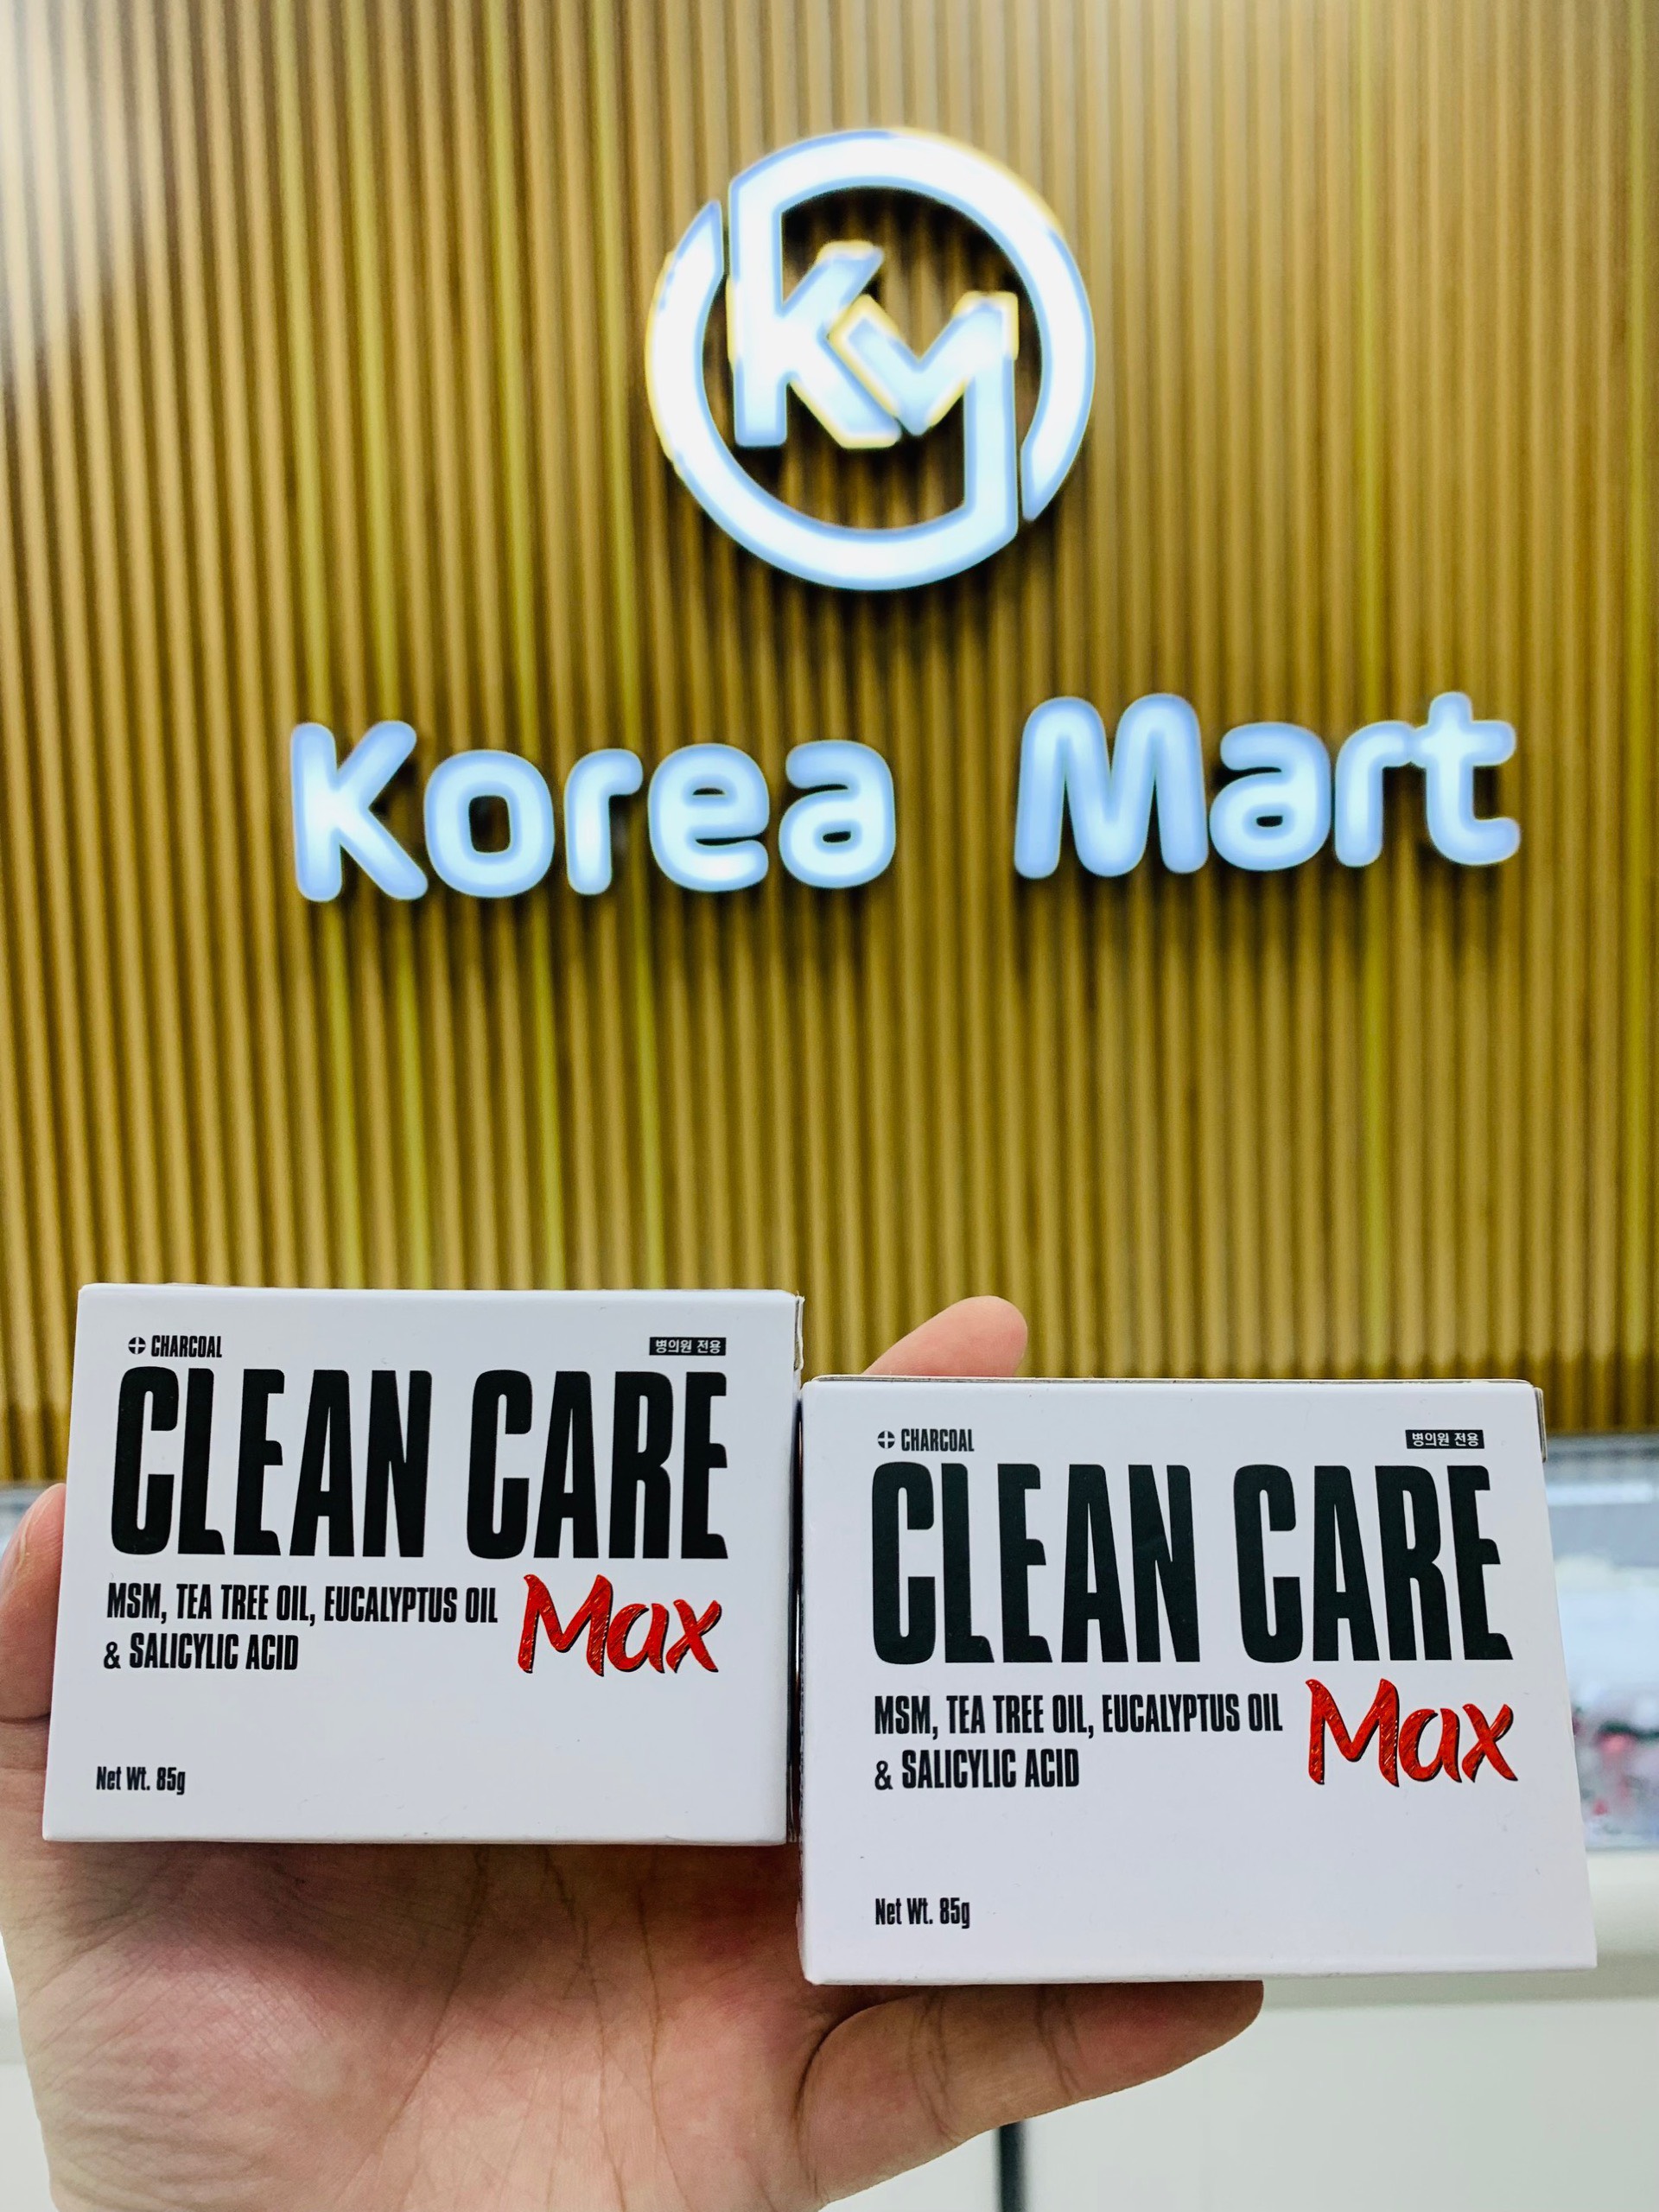 KM
Korea Mart
CHARCOAL
병의원 전용
CLEAN CARE
MSM, TEA TREE OIL, EUCALYPTUS OIL
& SALICYLIC ACID
Max
Net Wt. 85g
CHARCOAL
병의원 전용
CLEAN CARE
MSM, TEA TREE OIL, EUCALYPTUS OIL
& SALICYLIC ACID
Max
Net Wt. 85g